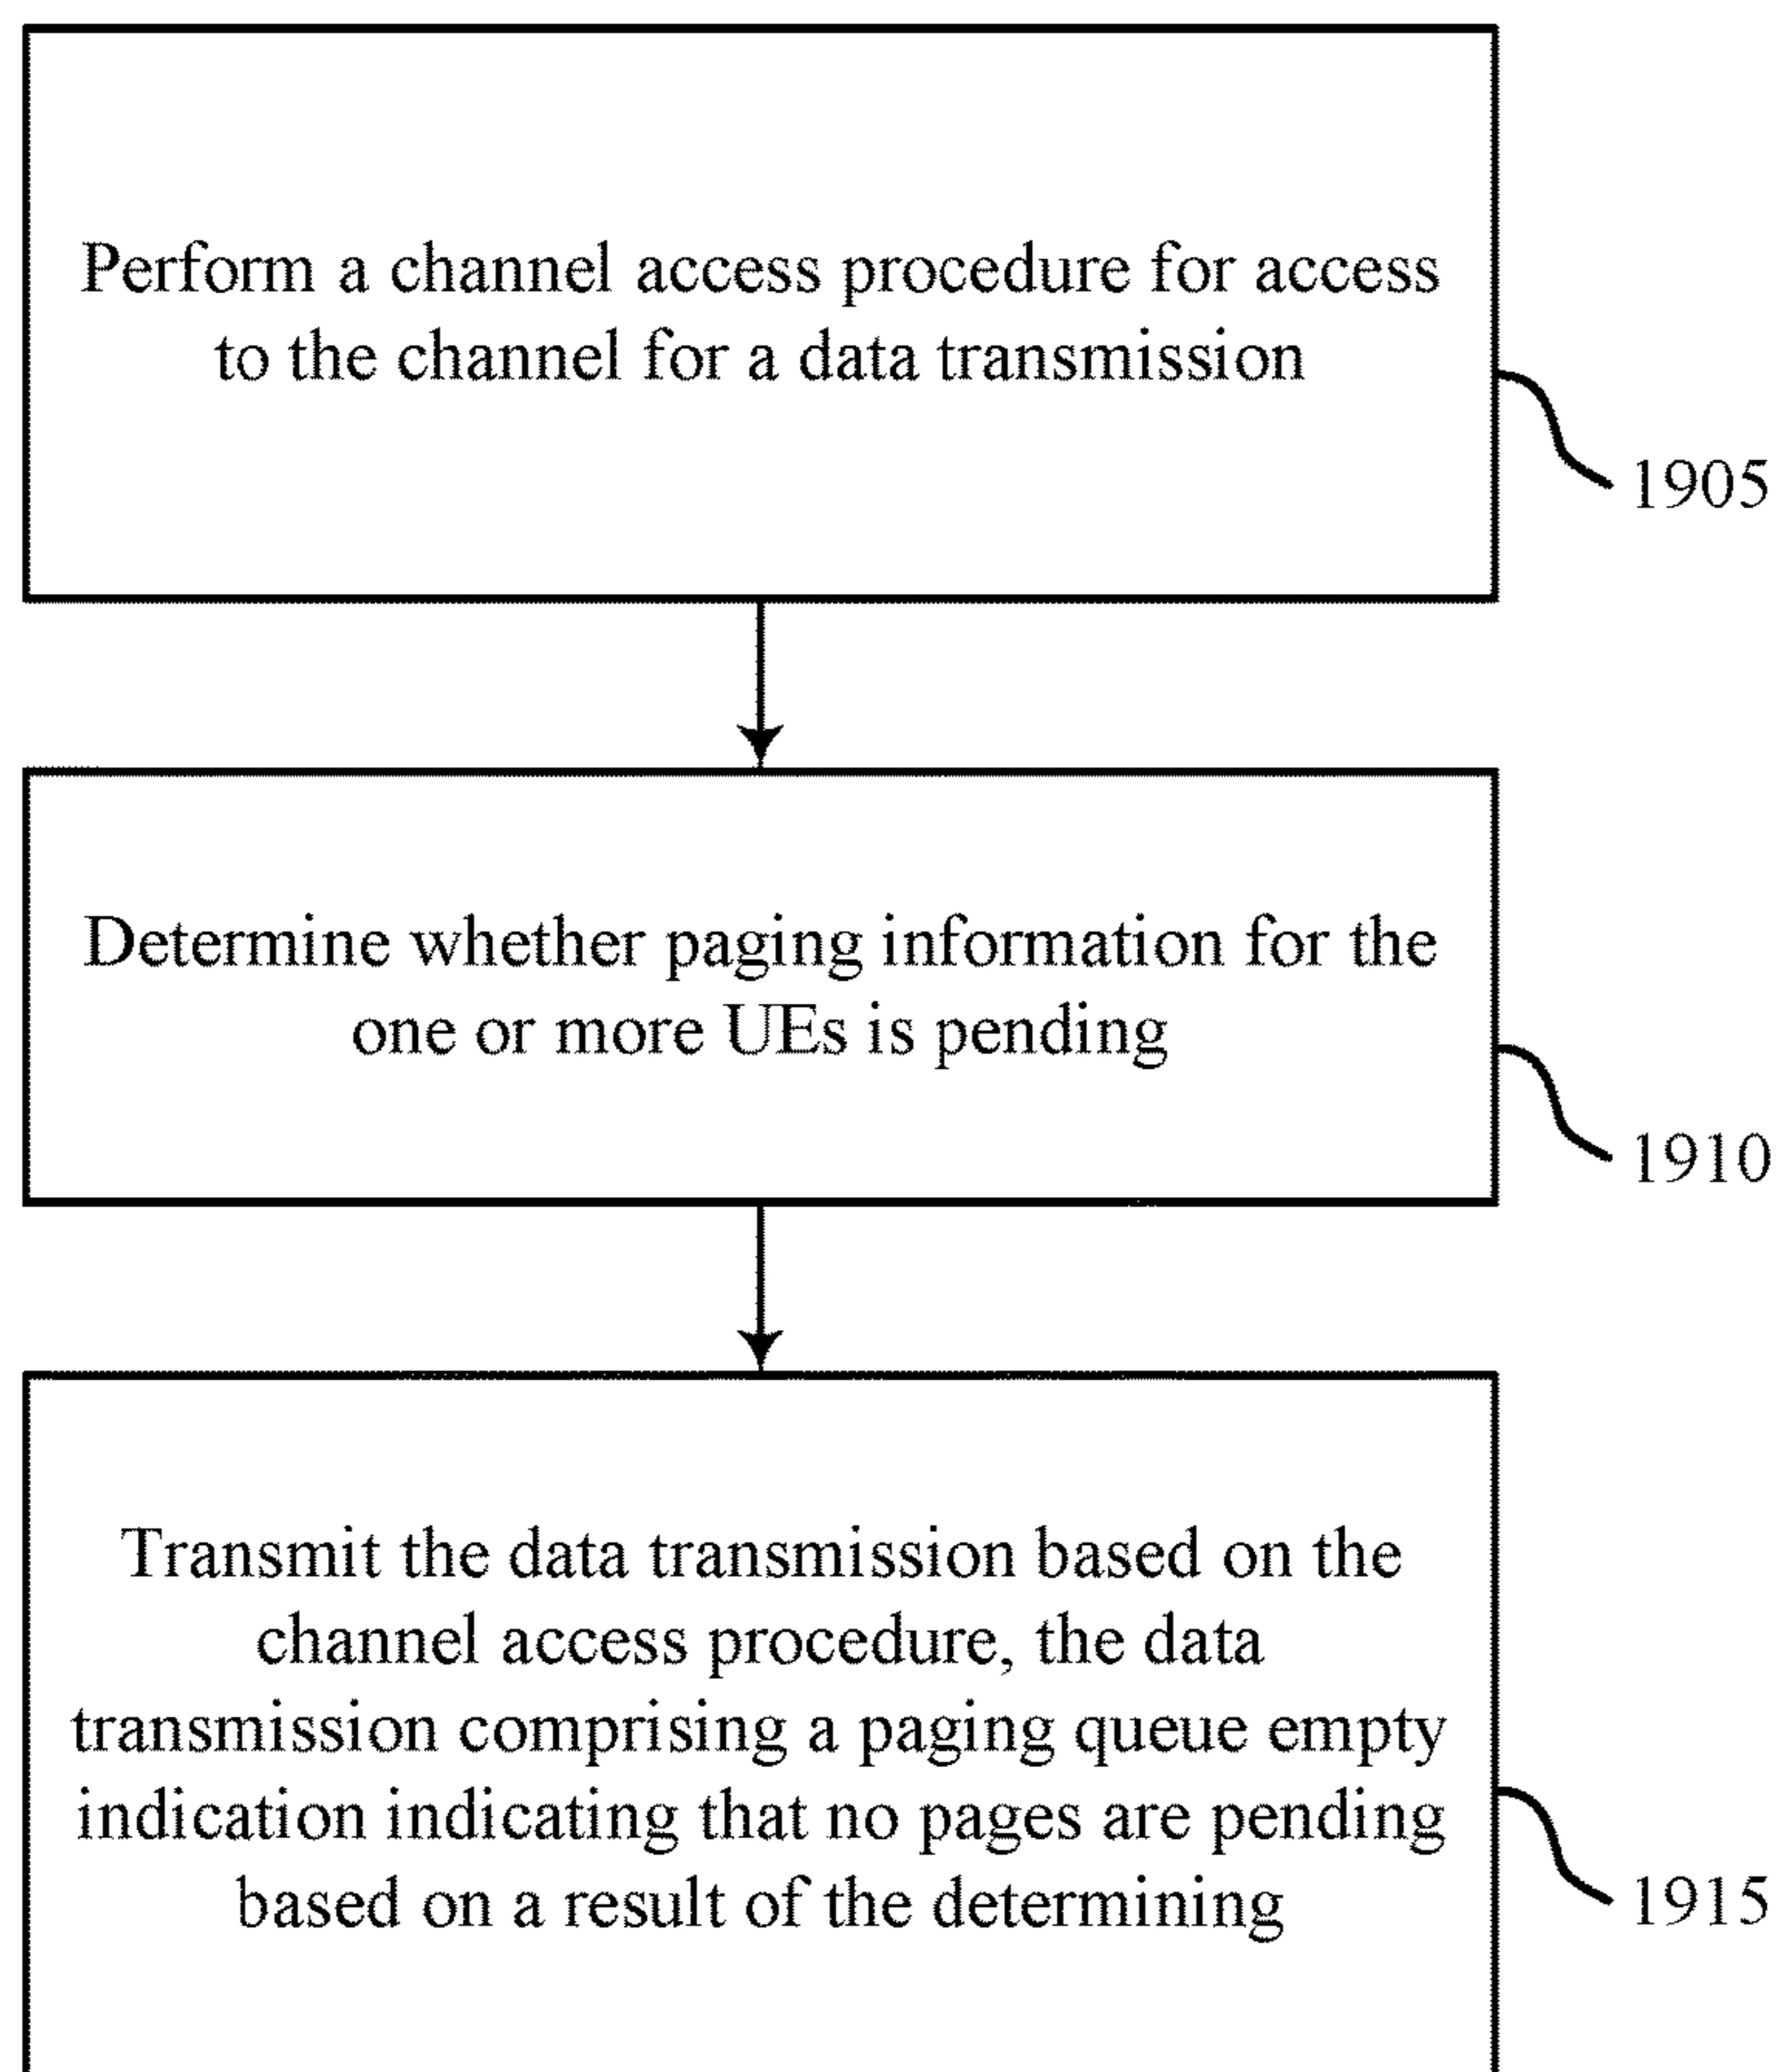 Perform a channel access procedure for access
to the channel for a data transmission
1905
Determine whether paging information for the
one or more UEs is pending
1910
Transmit the data transmission based on the
channel access procedure, the data
transmission comprising a paging queue empty
indication indicating that no pages are pending
based on a result of the determining
1915